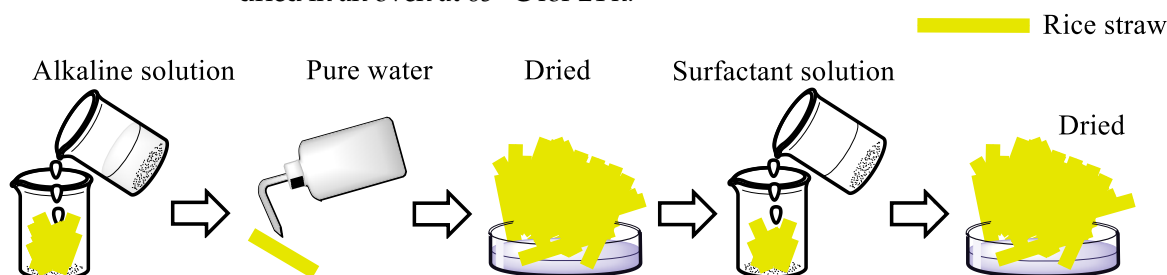 Rice straw
Alkaline solution
Pure water
Dried
Surfactant solution
Dried